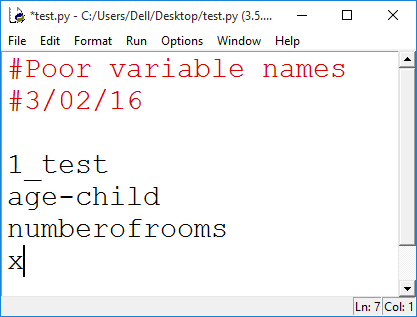 *test.py - C:/Users/Dell/Desktop/test.py (3.5....
File Edit Format Run Options Window Help
#Poor variable names
#3/02/16
1_test
age-child
numberofrooms
x
Ln: 7 Col: 1